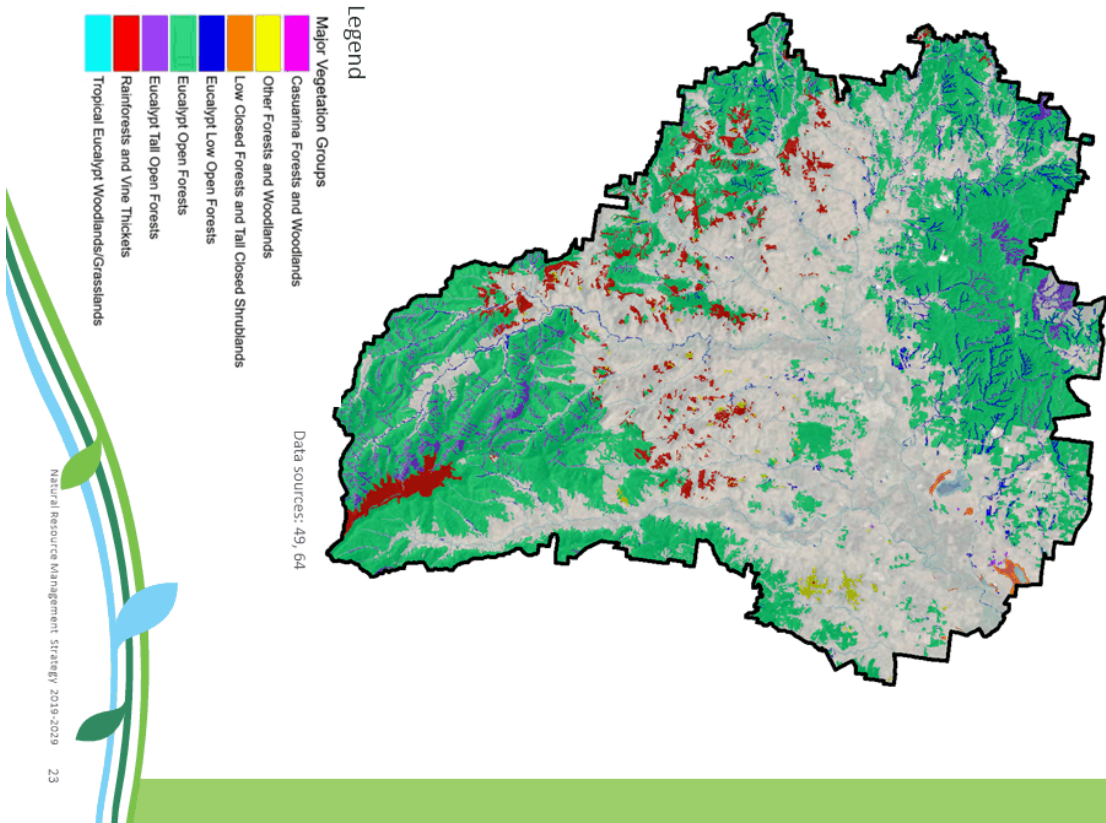 Legend
Major Vegetation Groups
Casuarina Forests and Woodlands
Other Forests and Woodlands
Low Closed Forests and Tall Closed Shrublands
Eucalypt Low Open Forests
Eucalypt Open Forests
Eucalypt Tall Open Forests
Rainforests and Vine Thickets
Tropical Eucalypt Woodlands/Grasslands
Data sources: 49, 64
Natural Resource Management Strategy 2019-2029 23